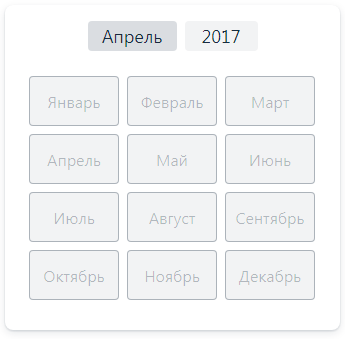 Апрель 2017
Январь Февраль Март
Апрель Май Июнь
Июль Август Сентябрь
Октябрь Ноябрь Декабрь